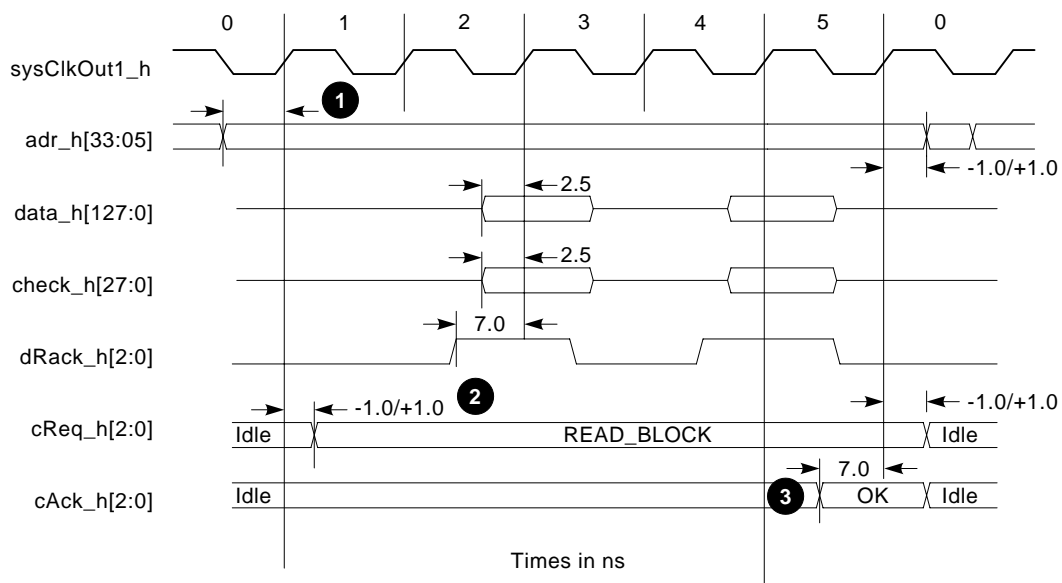 0 1 2 3 4 5 0
sysClkOut1_h
1
adr_h[33:05]
-1.0/+1.0
2.5
data_h[127:0]
2.5
check_h[27:0]
7.0
dRack_h[2:0]
2
-1.0/+1.0 -1.0/+1.0
cReq_h[2:0] Idle READ_BLOCK Idle
7.0
cAck_h[2:0] Idle 3 OK Idle
Times in ns